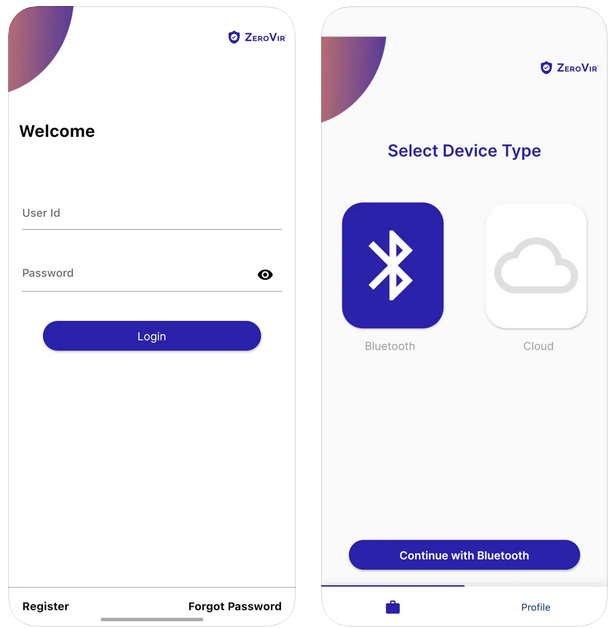 ZEROVIR
Welcome
User Id
Password
Login
Register
Forgot Password
ZEROVIR
Select Device Type
Bluetooth
Cloud
Continue with Bluetooth
Profile